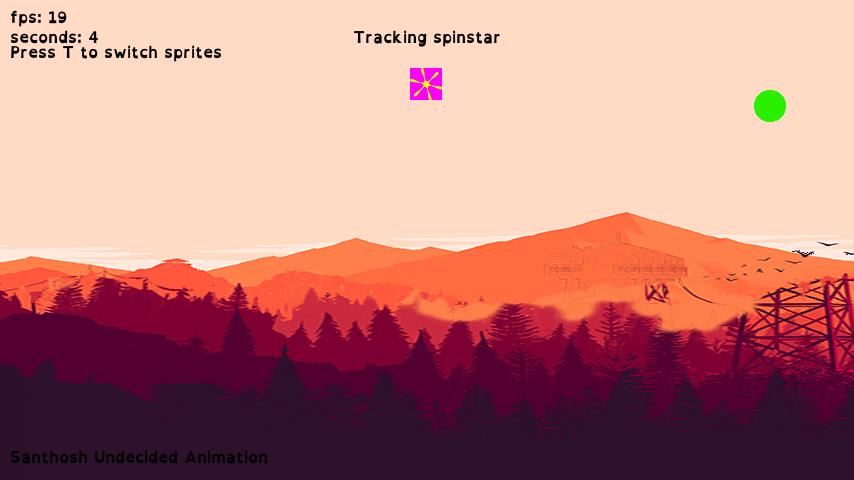 fps: 19
seconds: 4
Press T to switch sprites
Tracking spinstar
Santhosh Undecided Animation